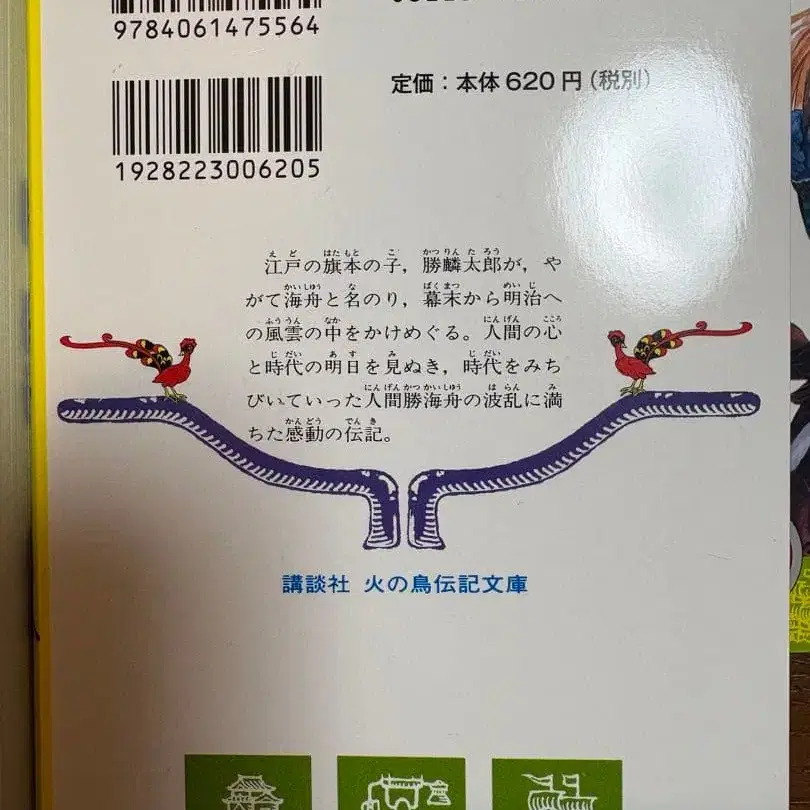 9784061475564
定価：本体620円（税別）
1928223006205
江戸の旗本の子，勝麟太郎が，や
がて海舟と名のり，幕末から明治へ
の風雲の中をかけめぐる。人間の心
と時代の明日を見ぬき，時代をみち
びいていった人間勝海舟の波乱に満
ちた感動の伝記。
講談社 火の鳥伝記文庫